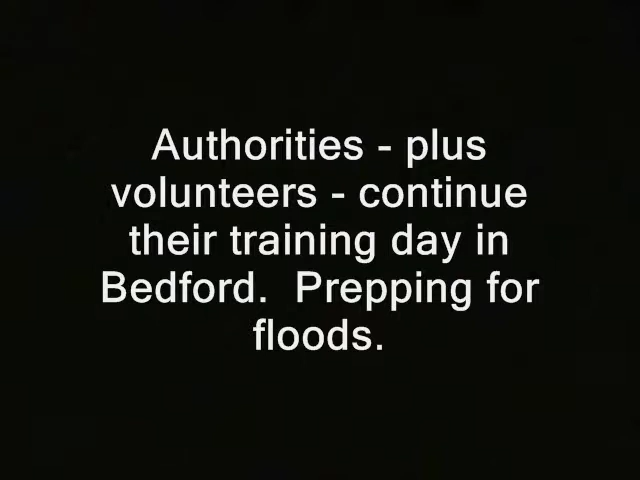 Authorities - plus
volunteers - continue
their training day in
Bedford.  Prepping for
floods.